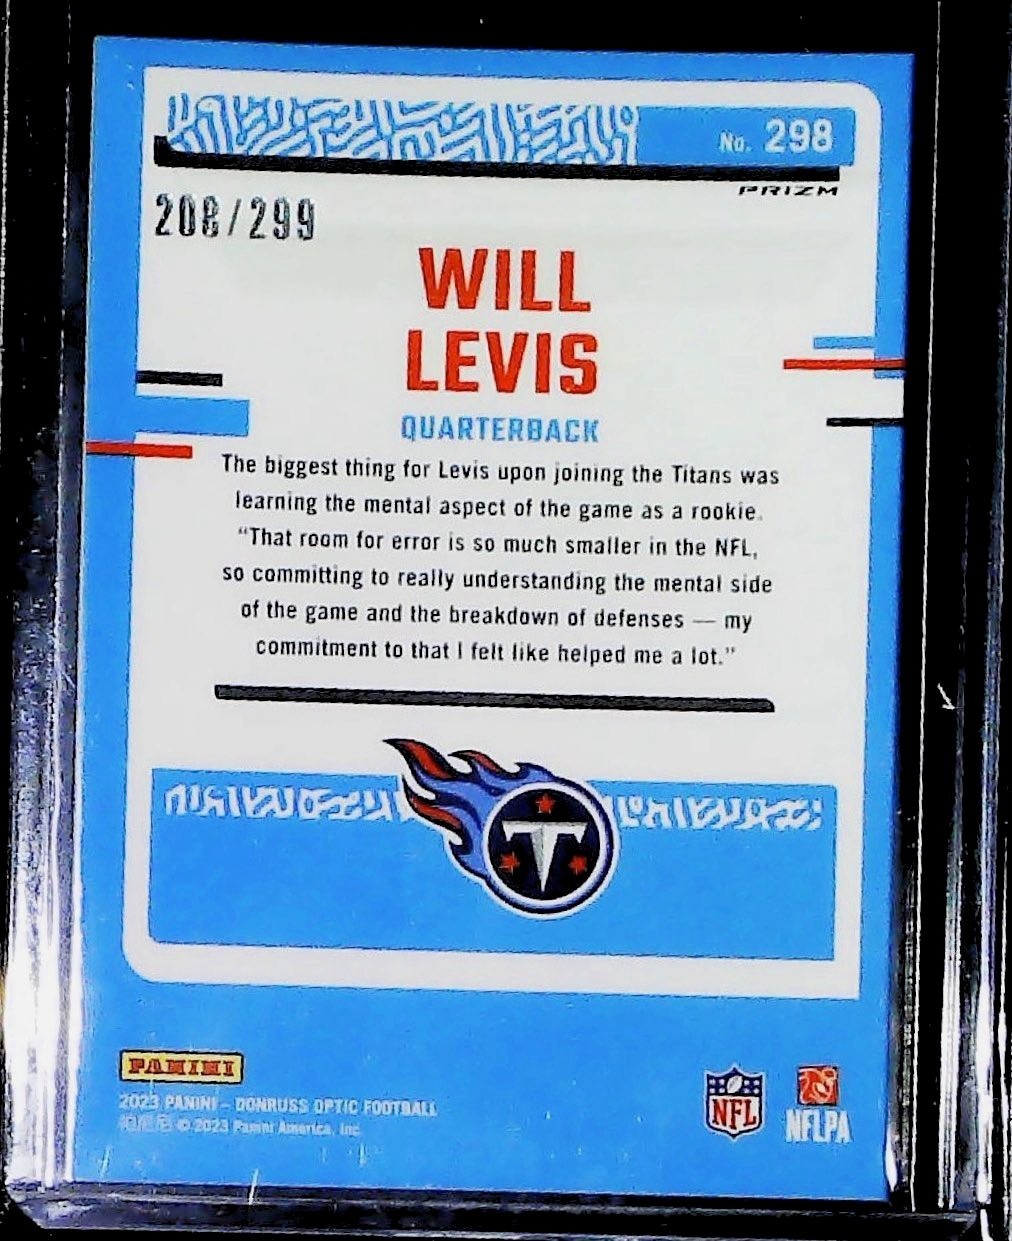 No. 298
PRIZM
208/299
WILL
LEVIS
QUARTERBACK
The biggest thing for Levis upon joining the Titans was
learning the mental aspect of the game as a rookie.
“That room for error is so much smaller in the NFL,
so committing to really understanding the mental side
of the game and the breakdown of defenses — my
commitment to that I felt like helped me a lot.”
T
PANINI
2023 PANINI – DONRUSS OPTIC FOOTBALL
© 2023 Panini America, Inc.
NFL
NFLPA